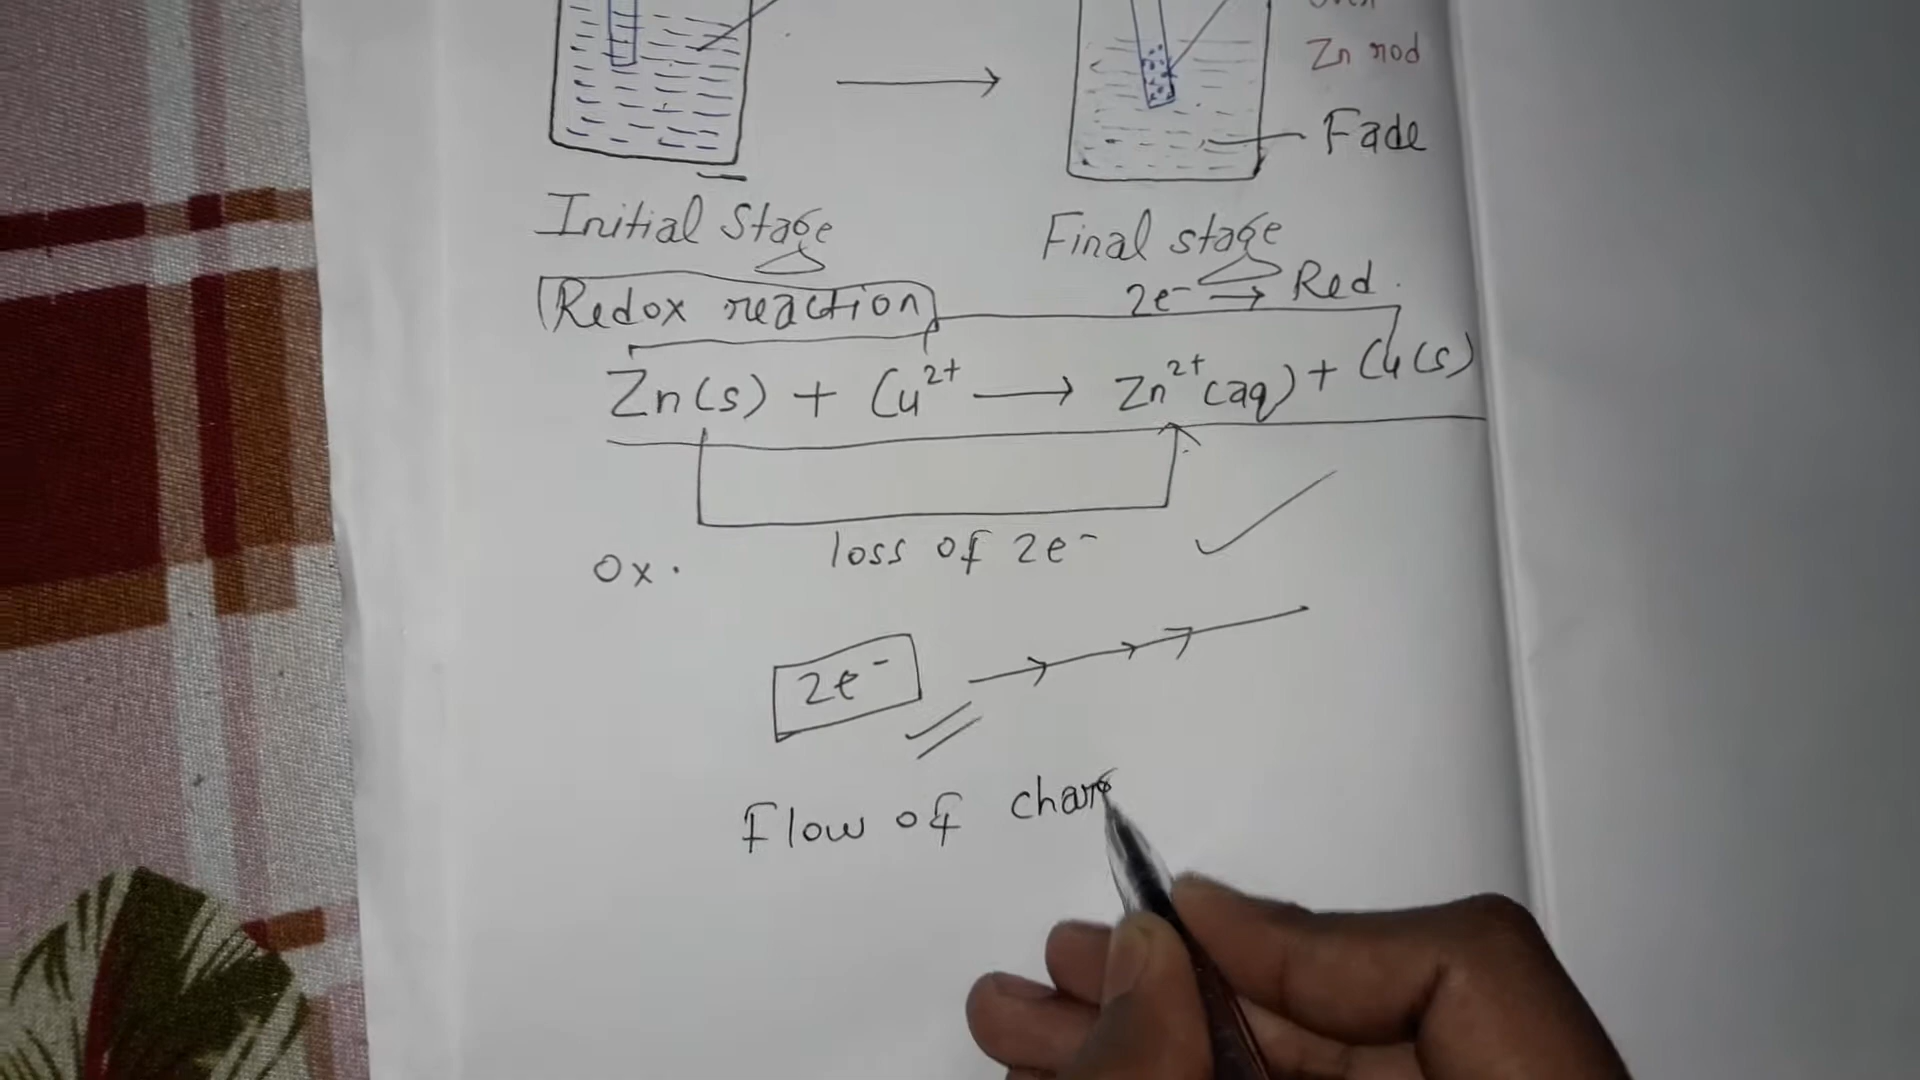 Zn rod
Fade
Initial Stage
Final stage
2e⁻ → Red.
Redox reaction
Zn(s) + Cu²⁺ ⟶ Zn²⁺(aq) + Cu(s)
loss of 2e⁻
Ox.
2e⁻
Flow of charg